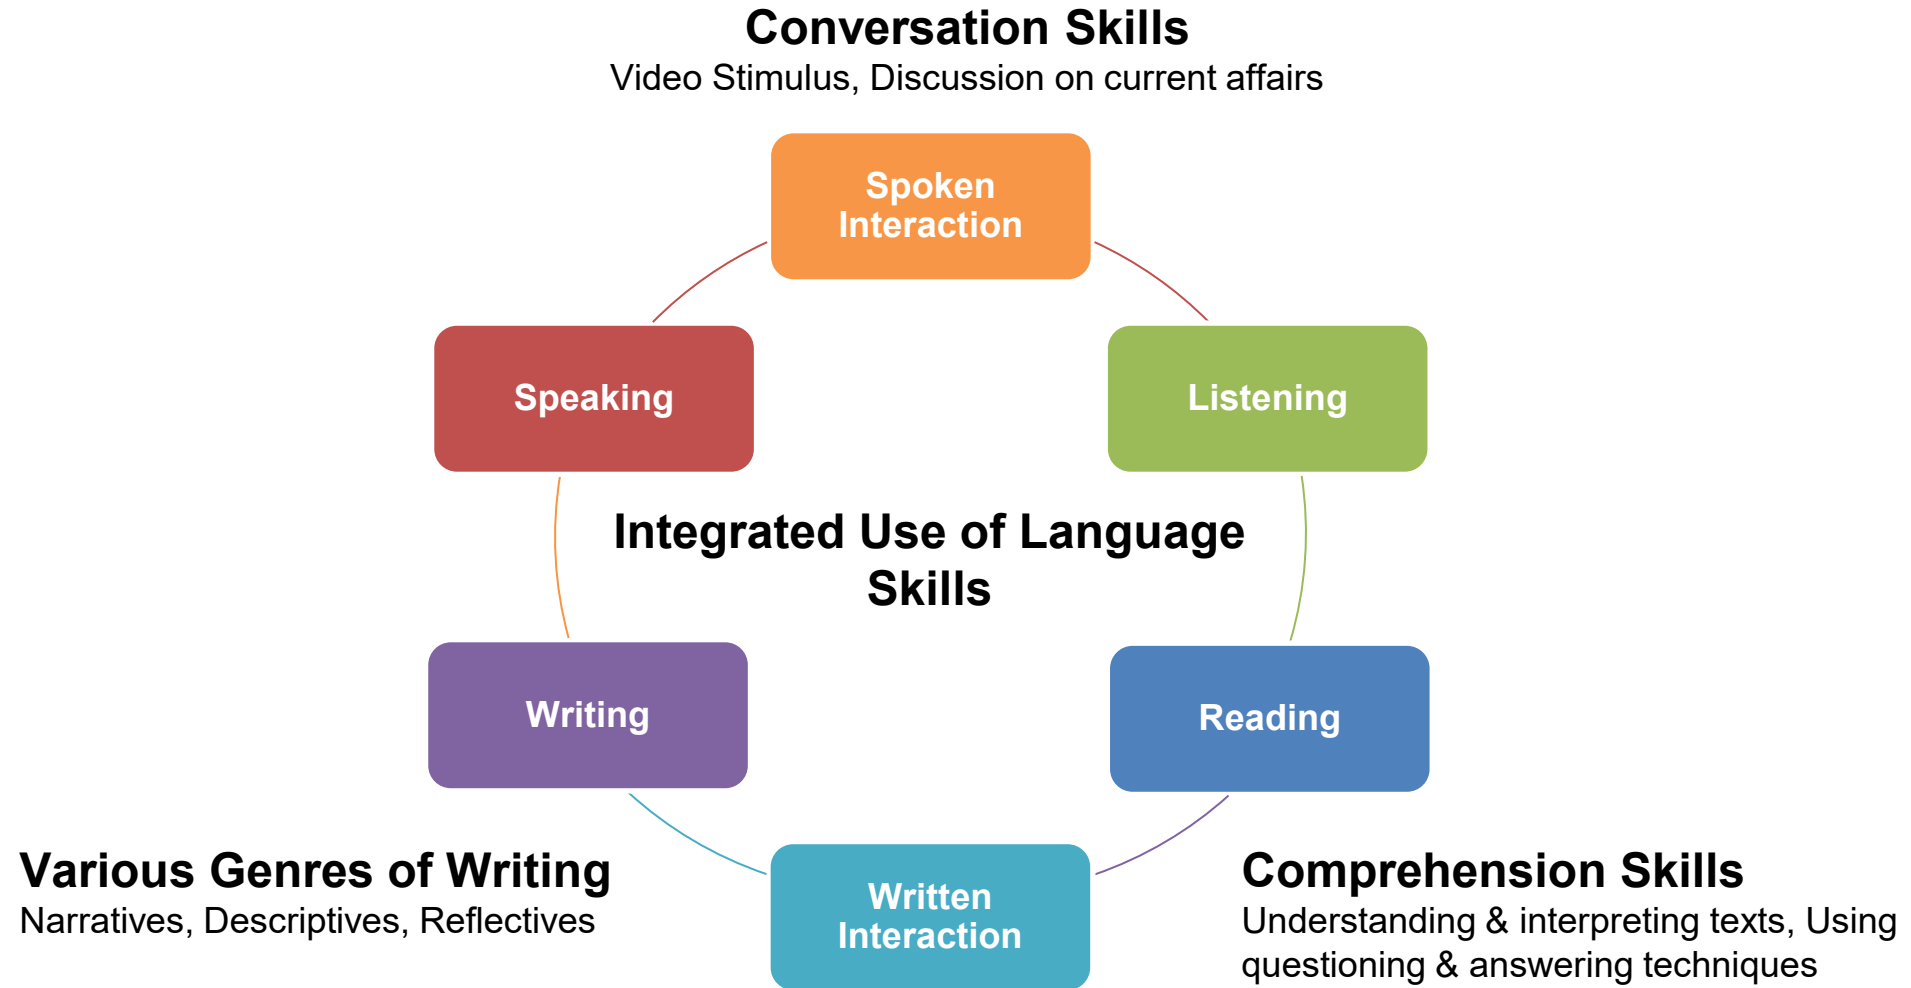 Conversation Skills
Video Stimulus, Discussion on current affairs
Spoken
Interaction
Speaking
Listening
Integrated Use of Language
Skills
Writing
Reading
Written
Interaction
Various Genres of Writing
Narratives, Descriptives, Reflectives
Comprehension Skills
Understanding & interpreting texts, Using
questioning & answering techniques